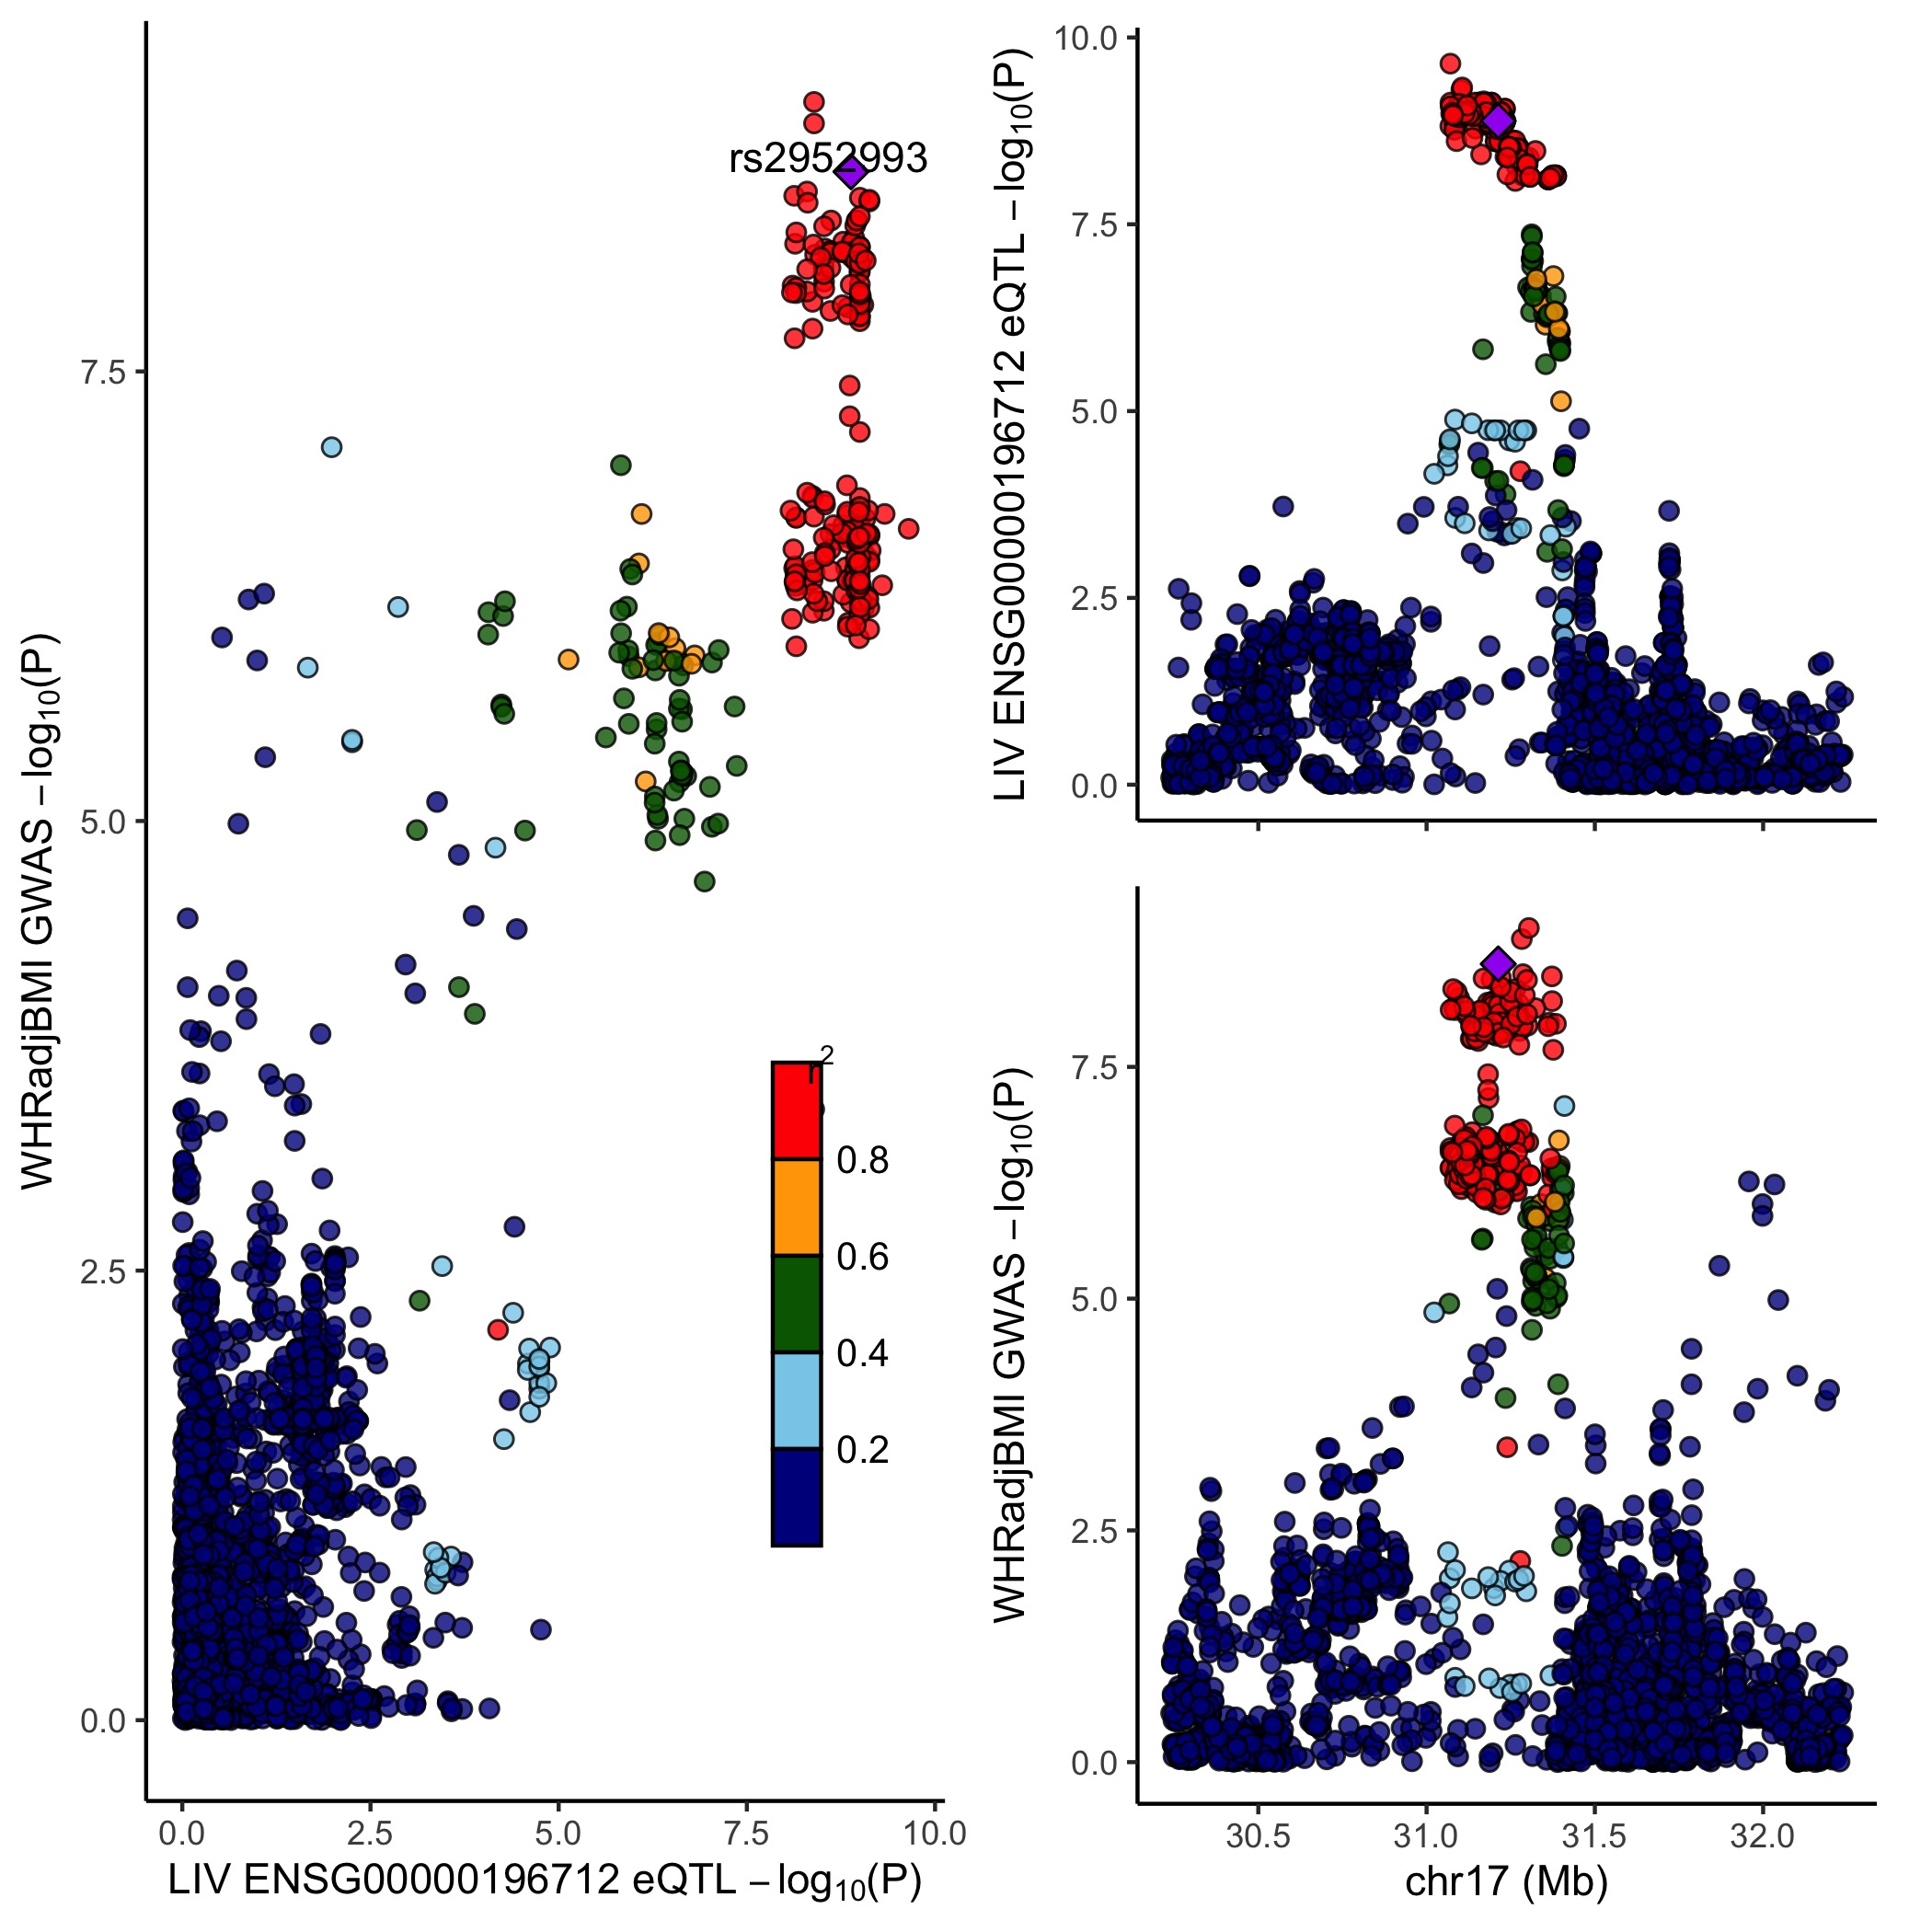 WHRadjBMI GWAS −log10(P)
7.5
5.0
2.5
0.0
rs2952993
r2
0.8
0.6
0.4
0.2
0.0 2.5 5.0 7.5 10.0
LIV ENSG00000196712 eQTL −log10(P)
LIV ENSG00000196712 eQTL −log10(P)
10.0
7.5
5.0
2.5
0.0
WHRadjBMI GWAS −log10(P)
7.5
5.0
2.5
0.0
30.5 31.0 31.5 32.0
chr17 (Mb)